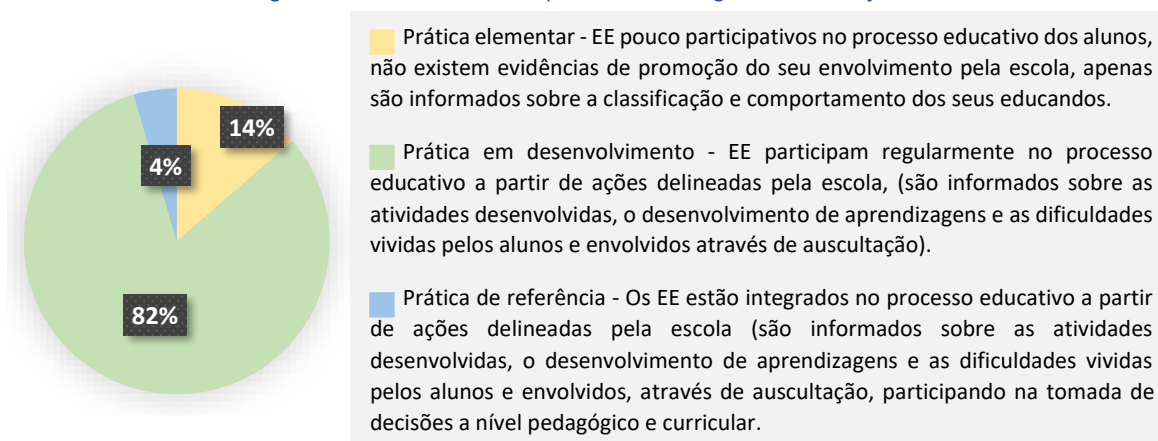 Prática elementar - EE pouco participativos no processo educativo dos alunos,
não existem evidências de promoção do seu envolvimento pela escola, apenas
são informados sobre a classificação e comportamento dos seus educandos.
14%
4%
Prática em desenvolvimento - EE participam regularmente no processo
educativo a partir de ações delineadas pela escola, (são informados sobre as
atividades desenvolvidas, o desenvolvimento de aprendizagens e as dificuldades
vividas pelos alunos e envolvidos através de auscultação).
82%
Prática de referência - Os EE estão integrados no processo educativo a partir
de ações delineadas pela escola (são informados sobre as atividades
desenvolvidas, o desenvolvimento de aprendizagens e as dificuldades vividas
pelos alunos e envolvidos, através de auscultação, participando na tomada de
decisões a nível pedagógico e curricular.